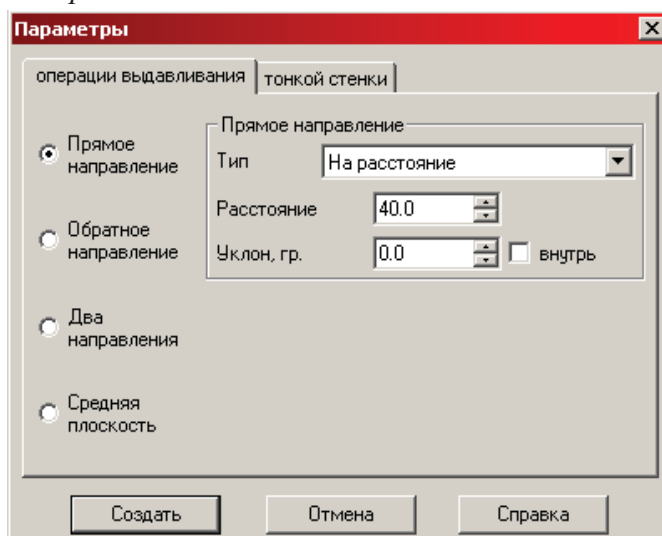 Параметры
операции выдавливания
тонкой стенки
Прямое
направление
Обратное
направление
Два
направления
Средняя
плоскость
Прямое направление
Тип На расстояние
Расстояние 40.0
Уклон, гр. 0.0 внутрь
Создать Отмена Справка